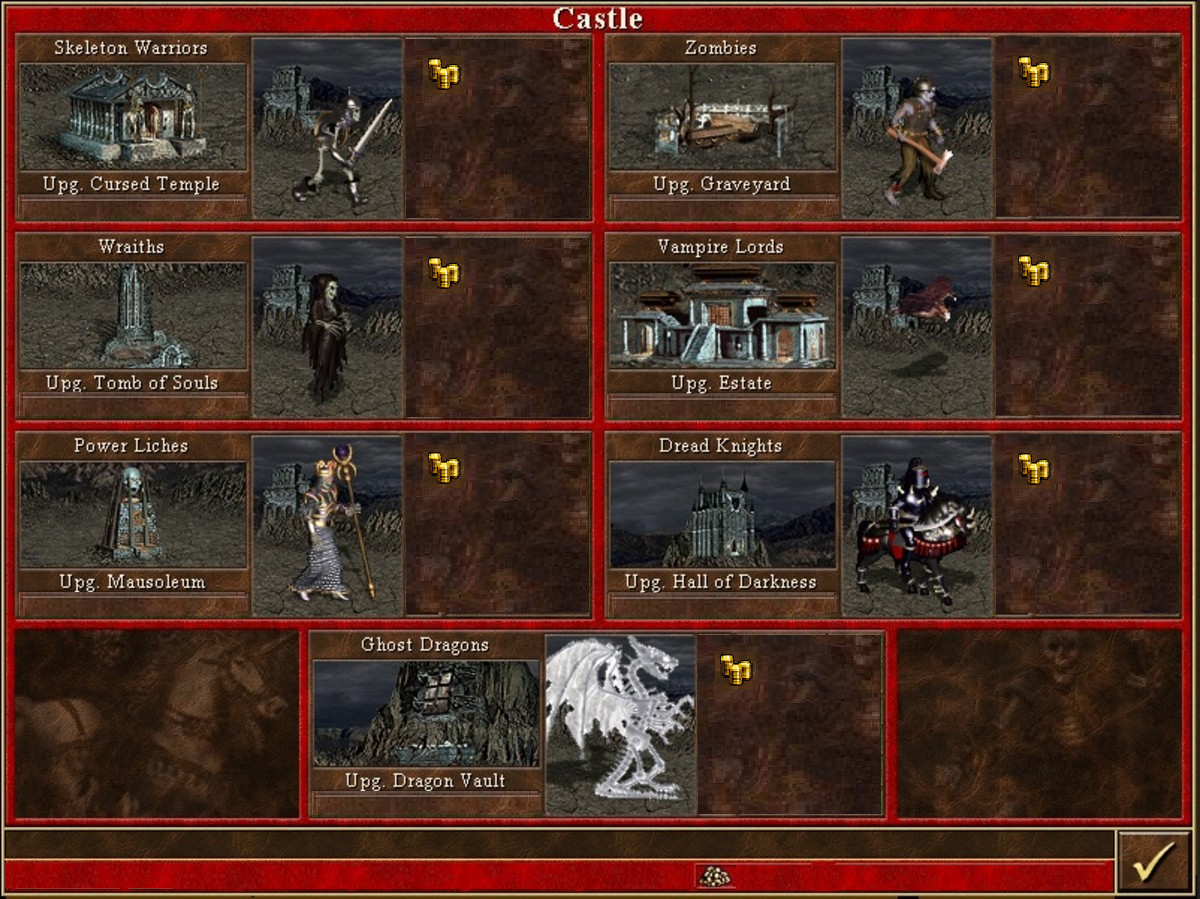 Castle
Skeleton Warriors
Upg. Cursed Temple
Zombies
Upg. Graveyard
Wraiths
Upg. Tomb of Souls
Vampire Lords
Upg. Estate
Power Liches
Upg. Mausoleum
Dread Knights
Upg. Hall of Darkness
Ghost Dragons
Upg. Dragon Vault